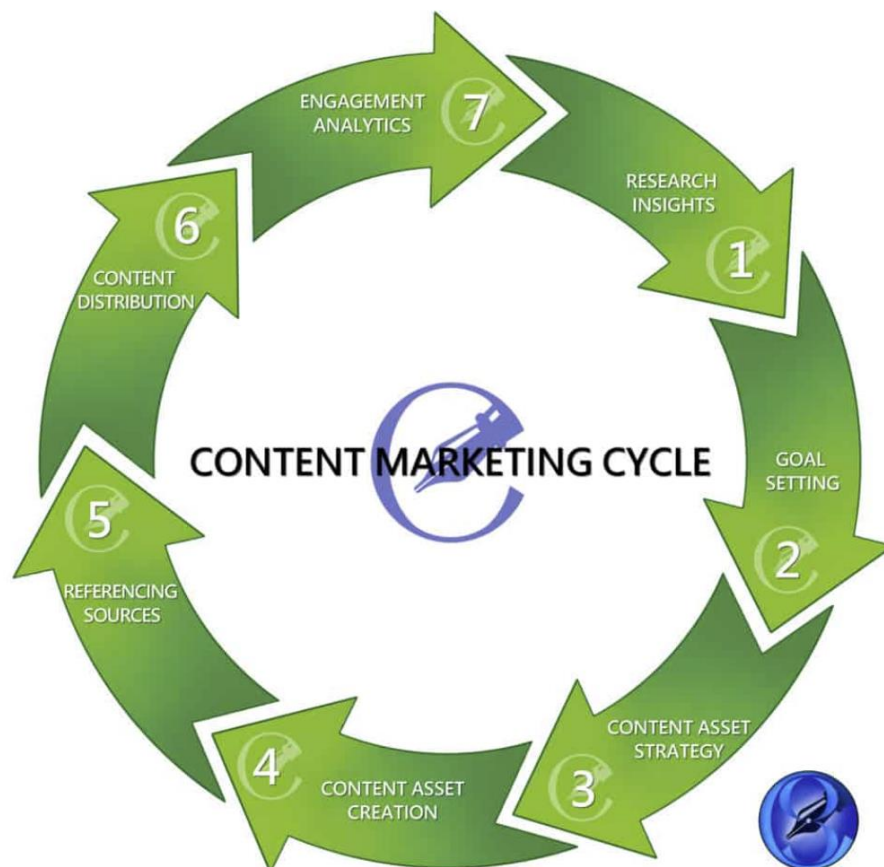 CONTENT MARKETING CYCLE
RESEARCH
INSIGHTS
1
GOAL
SETTING
2
CONTENT ASSET
STRATEGY
3
CONTENT ASSET
CREATION
4
REFERENCING
SOURCES
5
CONTENT
DISTRIBUTION
6
ENGAGEMENT
ANALYTICS
7